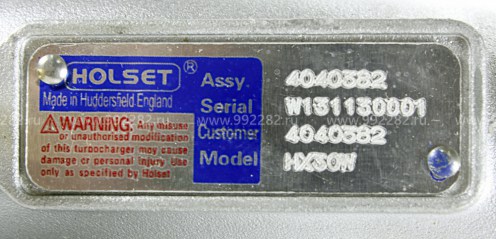 HOLSET®
Made in Huddersfield England
⚠WARNING. Any misuse
or unauthorised modification
of this turbocharger may cause
damage or personal injury. Use
only as specified by Holset
Assy 4040382
Serial W131130001
Customer 4040382
Model HX30W
www.992282.ru